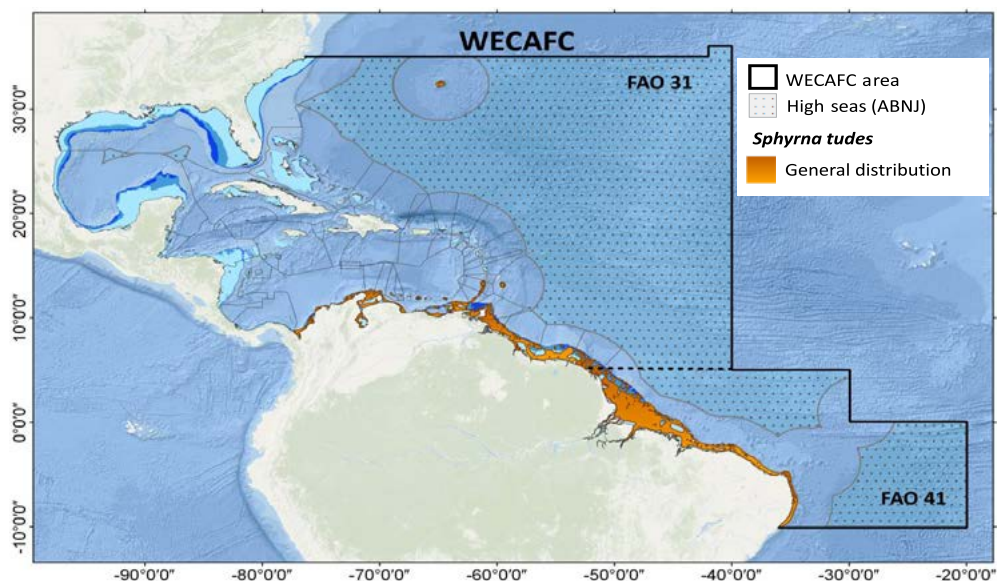 WECAFC
FAO 31
WECAFC area
High seas (ABNJ)
Sphyrna tudes
General distribution
FAO 41
30°0'0"
20°0'0"
10°0'0"
0°0'0"
-10°0'0"
-90°0'0"
-80°0'0"
-70°0'0"
-60°0'0"
-50°0'0"
-40°0'0"
-30°0'0"
-20°0'0"